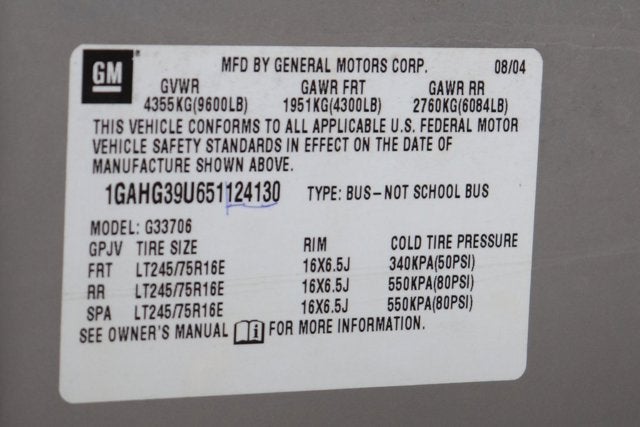 GM
MFD BY GENERAL MOTORS CORP. 08/04
GVWR GAWR FRT GAWR RR
4355KG(9600LB) 1951KG(4300LB) 2760KG(6084LB)
THIS VEHICLE CONFORMS TO ALL APPLICABLE U.S. FEDERAL MOTOR
VEHICLE SAFETY STANDARDS IN EFFECT ON THE DATE OF
MANUFACTURE SHOWN ABOVE.
1GAHG39U651124130 TYPE: BUS-NOT SCHOOL BUS
MODEL: G33706
GPJV TIRE SIZE RIM COLD TIRE PRESSURE
FRT LT245/75R16E 16X6.5J 340KPA(50PSI)
RR LT245/75R16E 16X6.5J 550KPA(80PSI)
SPA LT245/75R16E 16X6.5J 550KPA(80PSI)
SEE OWNER'S MANUAL i FOR MORE INFORMATION.